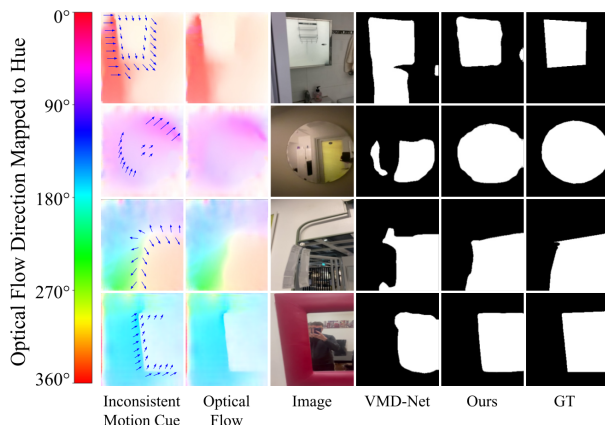 Optical Flow Direction Mapped to Hue
0°
90°
180°
270°
360°
Inconsistent Motion Cue
Optical Flow
Image
VMD-Net
Ours
GT